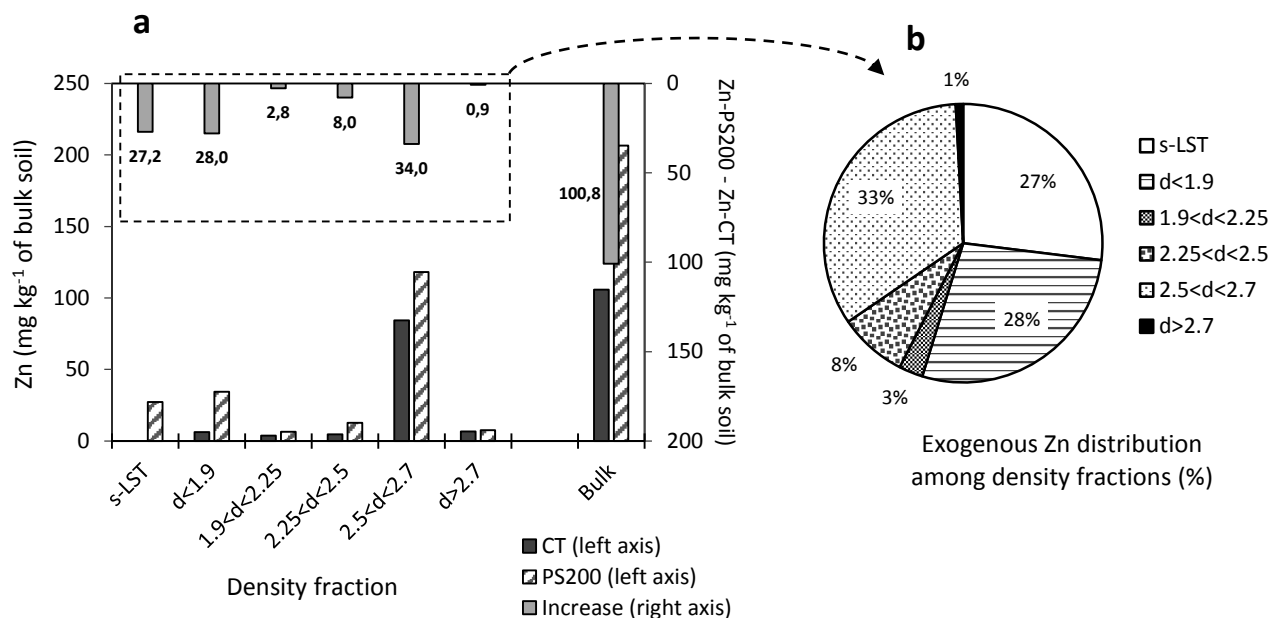 a
b
250
200
150
100
50
0
Zn (mg kg⁻¹ of bulk soil)
27,2
28,0
2,8
8,0
34,0
0,9
100,8
0
50
100
150
200
Zn-PS200 - Zn-CT (mg kg⁻¹ of bulk soil)
s-LST
d<1.9
1.9<d<2.25
2.25<d<2.5
2.5<d<2.7
d>2.7
Bulk
Density fraction
CT (left axis)
PS200 (left axis)
Increase (right axis)
1%
27%
33%
28%
8%
3%
s-LST
d<1.9
1.9<d<2.25
2.25<d<2.5
2.5<d<2.7
d>2.7
Exogenous Zn distribution
among density fractions (%)